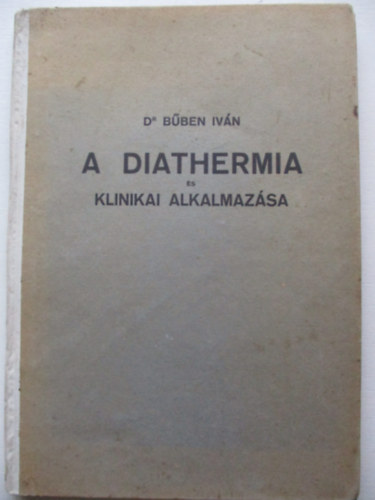 Dʳ BŰBEN IVÁN
A DIATHERMIA
ÉS
KLINIKAI ALKALMAZÁSA